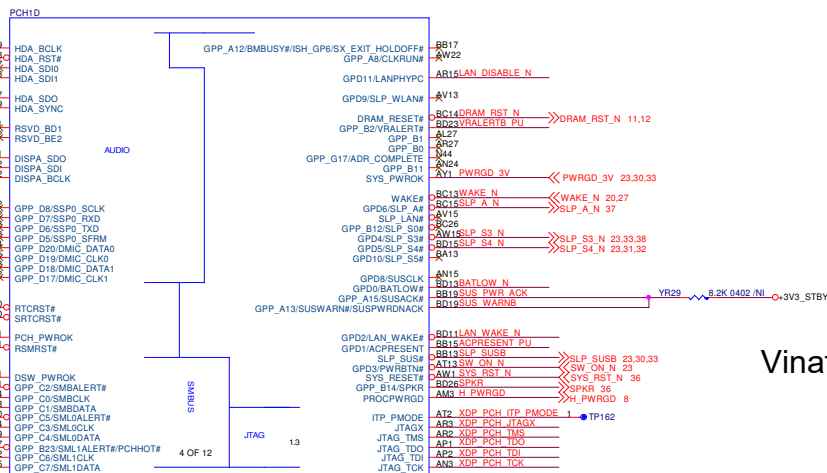 PCH1D
HDA_BCLK
HDA_RST#
HDA_SDI0
HDA_SDI1
HDA_SDO
HDA_SYNC
RSVD_BD1
RSVD_BE2
DISPA_SDO
DISPA_SDI
DISPA_BCLK
GPP_D8/SSP0_SCLK
GPP_D7/SSP0_RXD
GPP_D6/SSP0_TXD
GPP_D5/SSP0_SFRM
GPP_D20/DMIC_DATA0
GPP_D19/DMIC_CLK0
GPP_D18/DMIC_DATA1
GPP_D17/DMIC_CLK1
RTCRST#
SRTCRST#
PCH_PWROK
RSMRST#
DSW_PWROK
GPP_C2/SMBALERT#
GPP_C0/SMBCLK
GPP_C1/SMBDATA
GPP_C5/SML0ALERT#
GPP_C3/SML0CLK
GPP_C4/SML0DATA
GPP_B23/SML1ALERT#/PCHHOT#
GPP_C6/SML1CLK
GPP_C7/SML1DATA
AUDIO
SMBUS
JTAG
1.3
4 OF 12
GPP_A12/BMBUSY#/ISH_GP6/SX_EXIT_HOLDOFF# BB17
GPP_A8/CLKRUN# AW22
GPD11/LANPHYPC AR15 LAN_DISABLE_N
GPD9/SLP_WLAN# AV13
DRAM_RESET# BC14 DRAM_RST_N DRAM_RST_N 11,12
GPP_B2/VRALERT# BD23 VRALERTB_PU
GPP_B1 AL27
GPP_B0 AR27
GPP_G17/ADR_COMPLETE N44
GPP_B11 AN24
SYS_PWROK AY1 PWRGD_3V PWRGD_3V 23,30,33
WAKE# BC13 WAKE_N WAKE_N 20,27
GPD6/SLP_A# BC15 SLP_A_N SLP_A_N 37
SLP_LAN# AV15
GPP_B12/SLP_S0# BC26
GPD4/SLP_S3# AW15 SLP_S3_N SLP_S3_N 23,33,38
GPD5/SLP_S4# BD15 SLP_S4_N SLP_S4_N 23,31,32
GPD10/SLP_S5# BA13
GPD8/SUSCLK AN15
GPD0/BATLOW# BD13 BATLOW_N
GPP_A15/SUSACK# BB19 SUS_PWR_ACK YR29 8.2K 0402 /NI +3V3_STBY
GPP_A13/SUSWARN#/SUSPWRDNACK BD19 SUS_WARNB
GPD2/LAN_WAKE# BD11 LAN_WAKE_N
GPD1/ACPRESENT BB15 ACPRESENT_PU
SLP_SUS# BB13 SLP_SUSB SLP_SUSB 23,30,33
GPD3/PWRBTN# AT13 SW_ON_N SW_ON_N 23
SYS_RESET# AW1 SYS_RST_N SYS_RST_N 36
GPP_B14/SPKR BD26 SPKR SPKR 36
PROCPWRGD AM3 H_PWRGD H_PWRGD 8
ITP_PMODE AT2 XDP_PCH_ITP_PMODE 1 TP162
JTAGX AR3 XDP_PCH_JTAGX
JTAG_TMS AR2 XDP_PCH_TMS
JTAG_TDO AP1 XDP_PCH_TDO
JTAG_TDI AP2 XDP_PCH_TDI
JTAG_TCK AN3 XDP_PCH_TCK